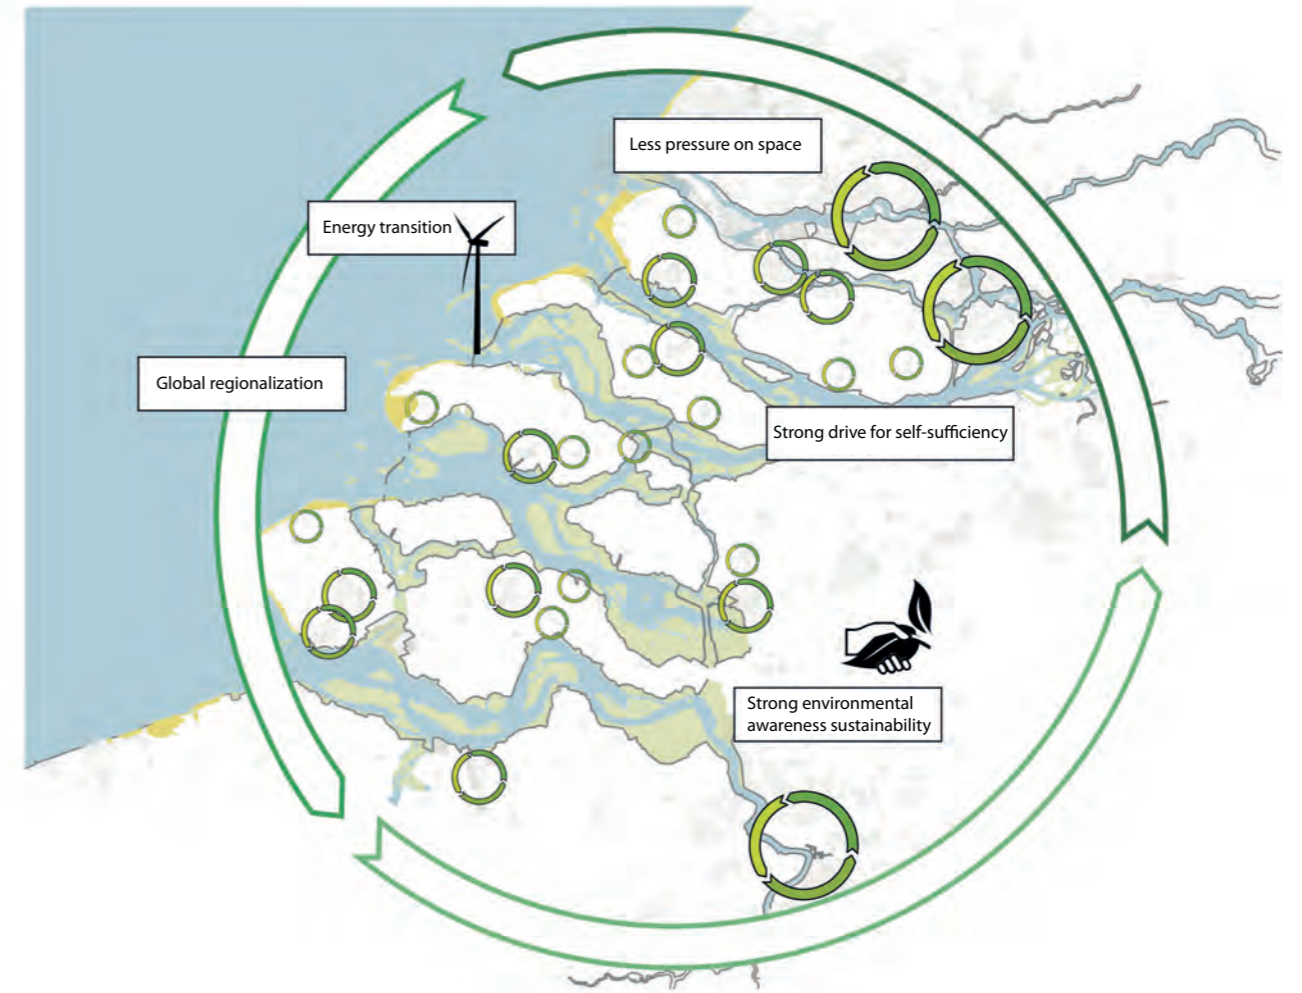 Less pressure on space
Energy transition
Global regionalization
Strong drive for self-sufficiency
Strong environmental
awareness sustainability